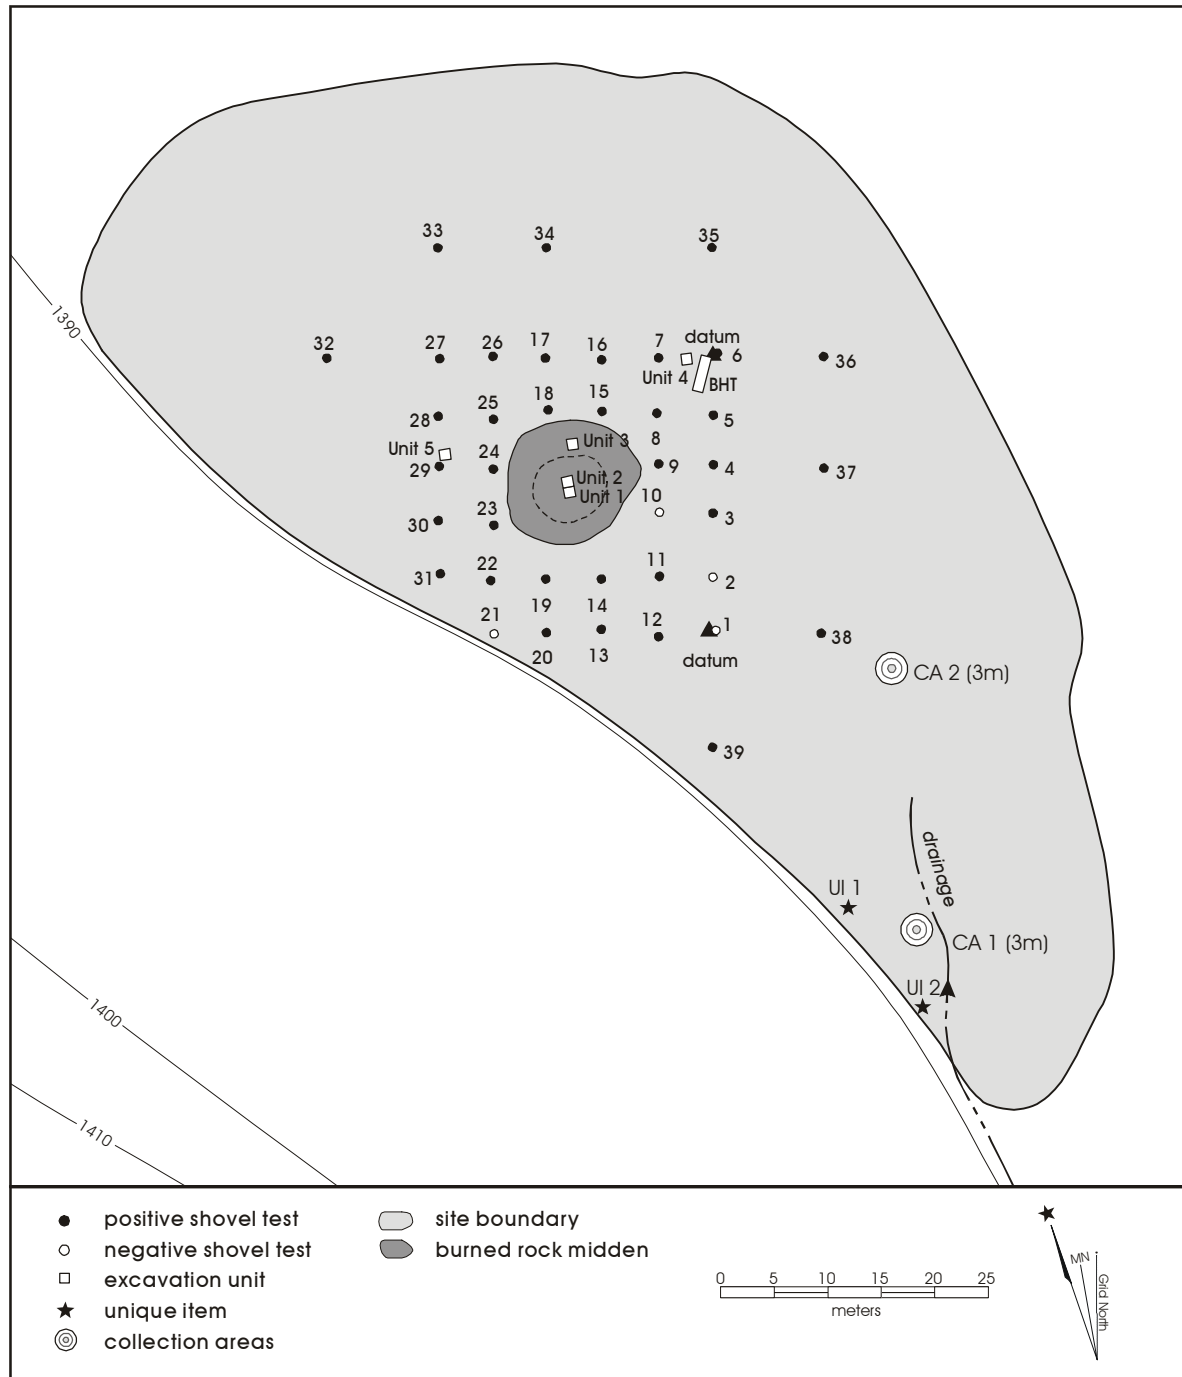 33
34
35
1390
32
27
26
17
16
7
datum
6
36
Unit 4
BHT
28
25
18
15
8
5
Unit 5
29
24
Unit 3
9
4
37
Unit 2
Unit 1
10
30
23
3
31
22
19
14
11
2
21
20
13
12
1
datum
38
CA 2 (3m)
39
drainage
UI 1
CA 1 (3m)
UI 2
1400
1410
positive shovel test
negative shovel test
excavation unit
unique item
collection areas
site boundary
burned rock midden
0 5 10 15 20 25
meters
MN
Grid North